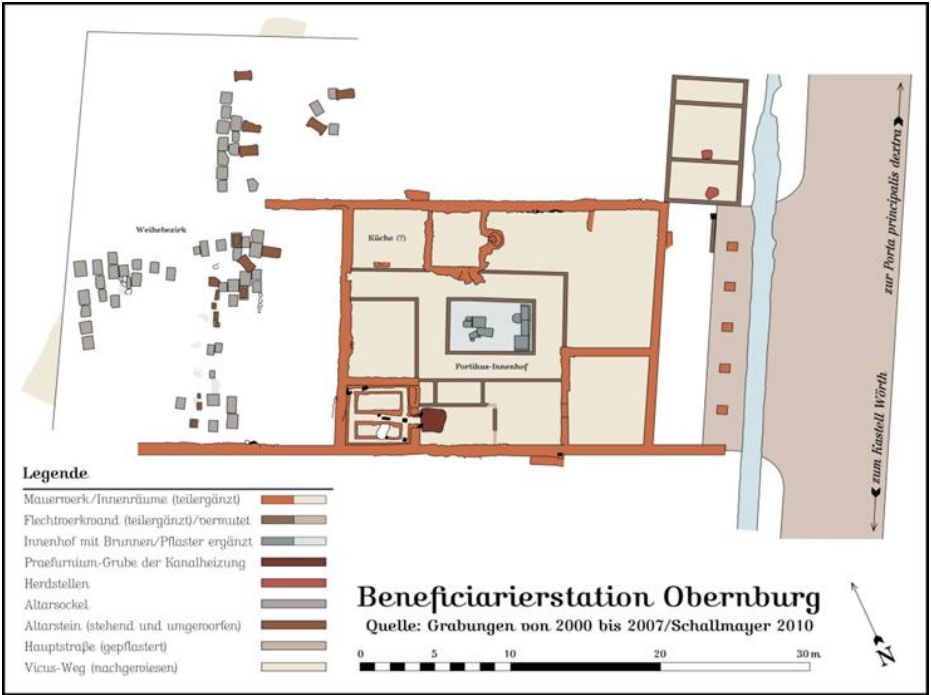 Weihebezirk
Küche (?)
Portikus-Innenhof
zur Porta principalis dextra
zum Kastell Wörth
Legende
Mauerwerk/Innenräume (teilergänzt)
Flechtwerkwand (teilergänzt)/vermutet
Innenhof mit Brunnen/Pflaster ergänzt
Praefurnium-Grube der Kanalheizung
Herdstellen
Altarsockel
Altarstein (stehend und umgeworfen)
Hauptstraße (gepflastert)
Vicus-Weg (nachgewiesen)
Beneficiarierstation Obernburg
Quelle: Grabungen von 2000 bis 2007/Schallmayer 2010
0 5 10 20 30 m
N